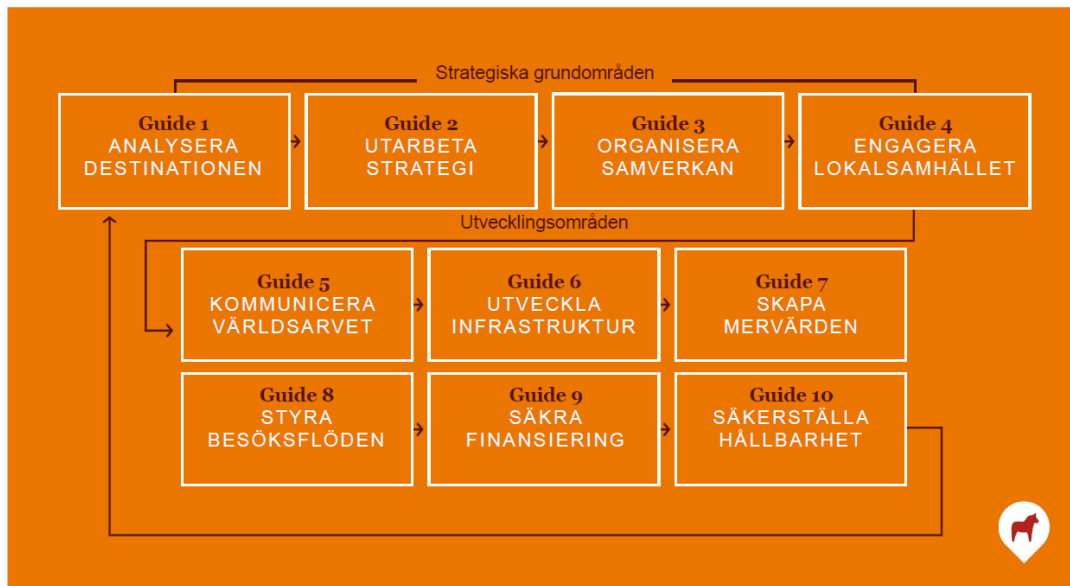 Strategiska grundområden
Guide 1
ANALYSERA
DESTINATIONEN
Guide 2
UTARBETA
STRATEGI
Guide 3
ORGANISERA
SAMVERKAN
Guide 4
ENGAGERA
LOKALSAMHÄLLET
Utvecklingsområden
Guide 5
KOMMUNICERA
VÄRLDSARVET
Guide 6
UTVECKLA
INFRASTRUKTUR
Guide 7
SKAPA
MERVÄRDEN
Guide 8
STYRA
BESÖKSFLÖDEN
Guide 9
SÄKRA
FINANSIERING
Guide 10
SÄKERSTÄLLA
HÅLLBARHET